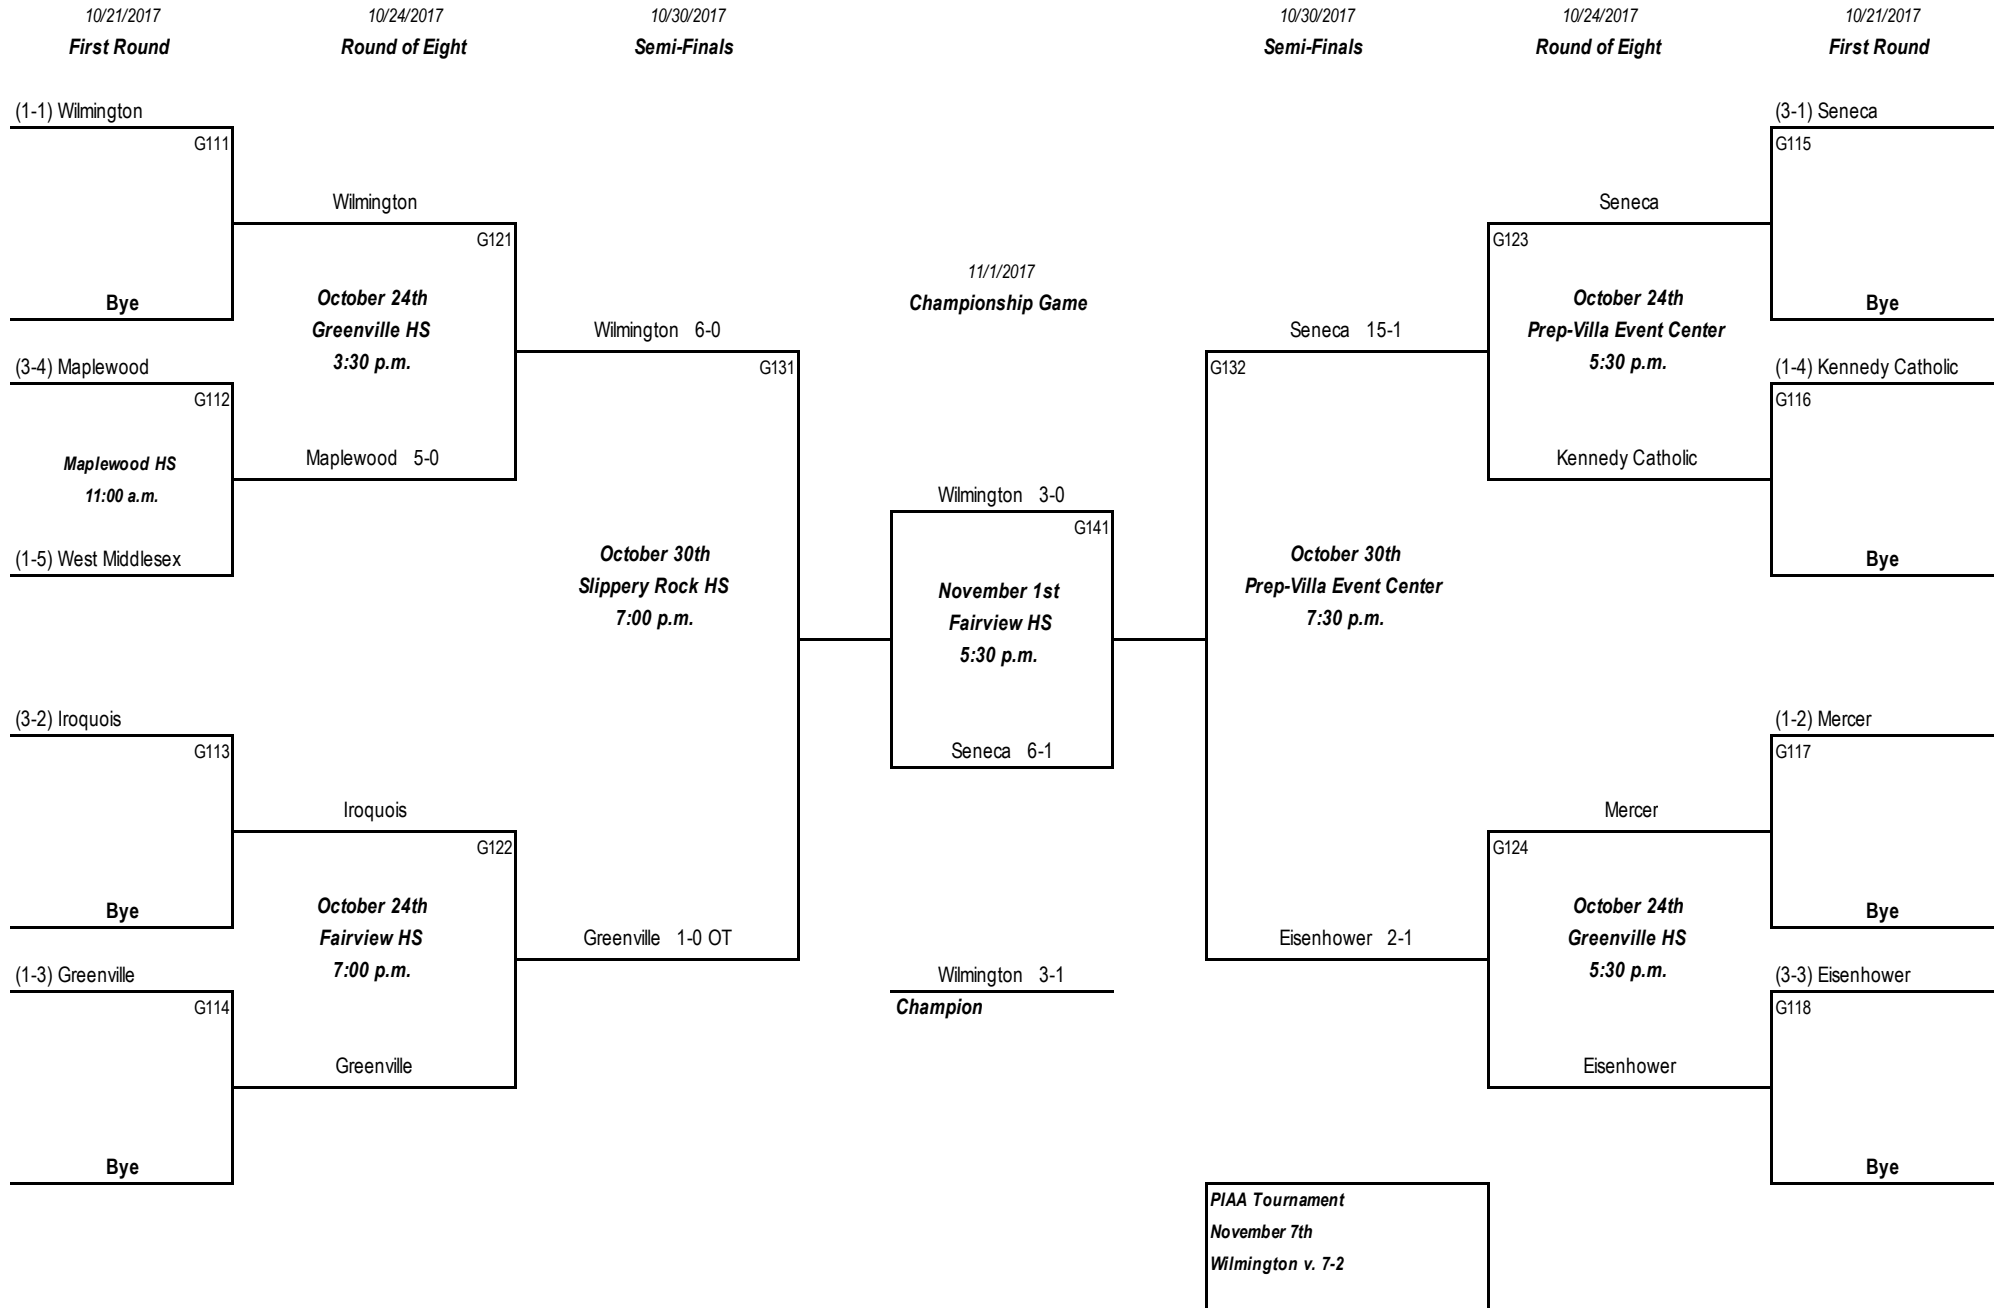 10/21/2017
10/24/2017
10/30/2017
10/30/2017
10/24/2017
10/21/2017
First Round
Round of Eight
Semi-Finals
Semi-Finals
Round of Eight
First Round
(1-1) Wilmington
G111
Bye
(3-4) Maplewood
G112
Maplewood HS
11:00 a.m.
(1-5) West Middlesex
(3-2) Iroquois
G113
Bye
(1-3) Greenville
G114
Bye
Wilmington
G121
October 24th
Greenville HS
3:30 p.m.
Maplewood 5-0
Iroquois
G122
October 24th
Fairview HS
7:00 p.m.
Greenville
Wilmington 6-0
G131
October 30th
Slippery Rock HS
7:00 p.m.
Greenville 1-0 OT
11/1/2017
Championship Game
Wilmington 3-0
G141
November 1st
Fairview HS
5:30 p.m.
Seneca 6-1
Wilmington 3-1
Champion
Seneca 15-1
G132
October 30th
Prep-Villa Event Center
7:30 p.m.
Eisenhower 2-1
Seneca
G123
October 24th
Prep-Villa Event Center
5:30 p.m.
Kennedy Catholic
Mercer
G124
October 24th
Greenville HS
5:30 p.m.
Eisenhower
(3-1) Seneca
G115
Bye
(1-4) Kennedy Catholic
G116
Bye
(1-2) Mercer
G117
Bye
(3-3) Eisenhower
G118
Bye
PIAA Tournament
November 7th
Wilmington v. 7-2